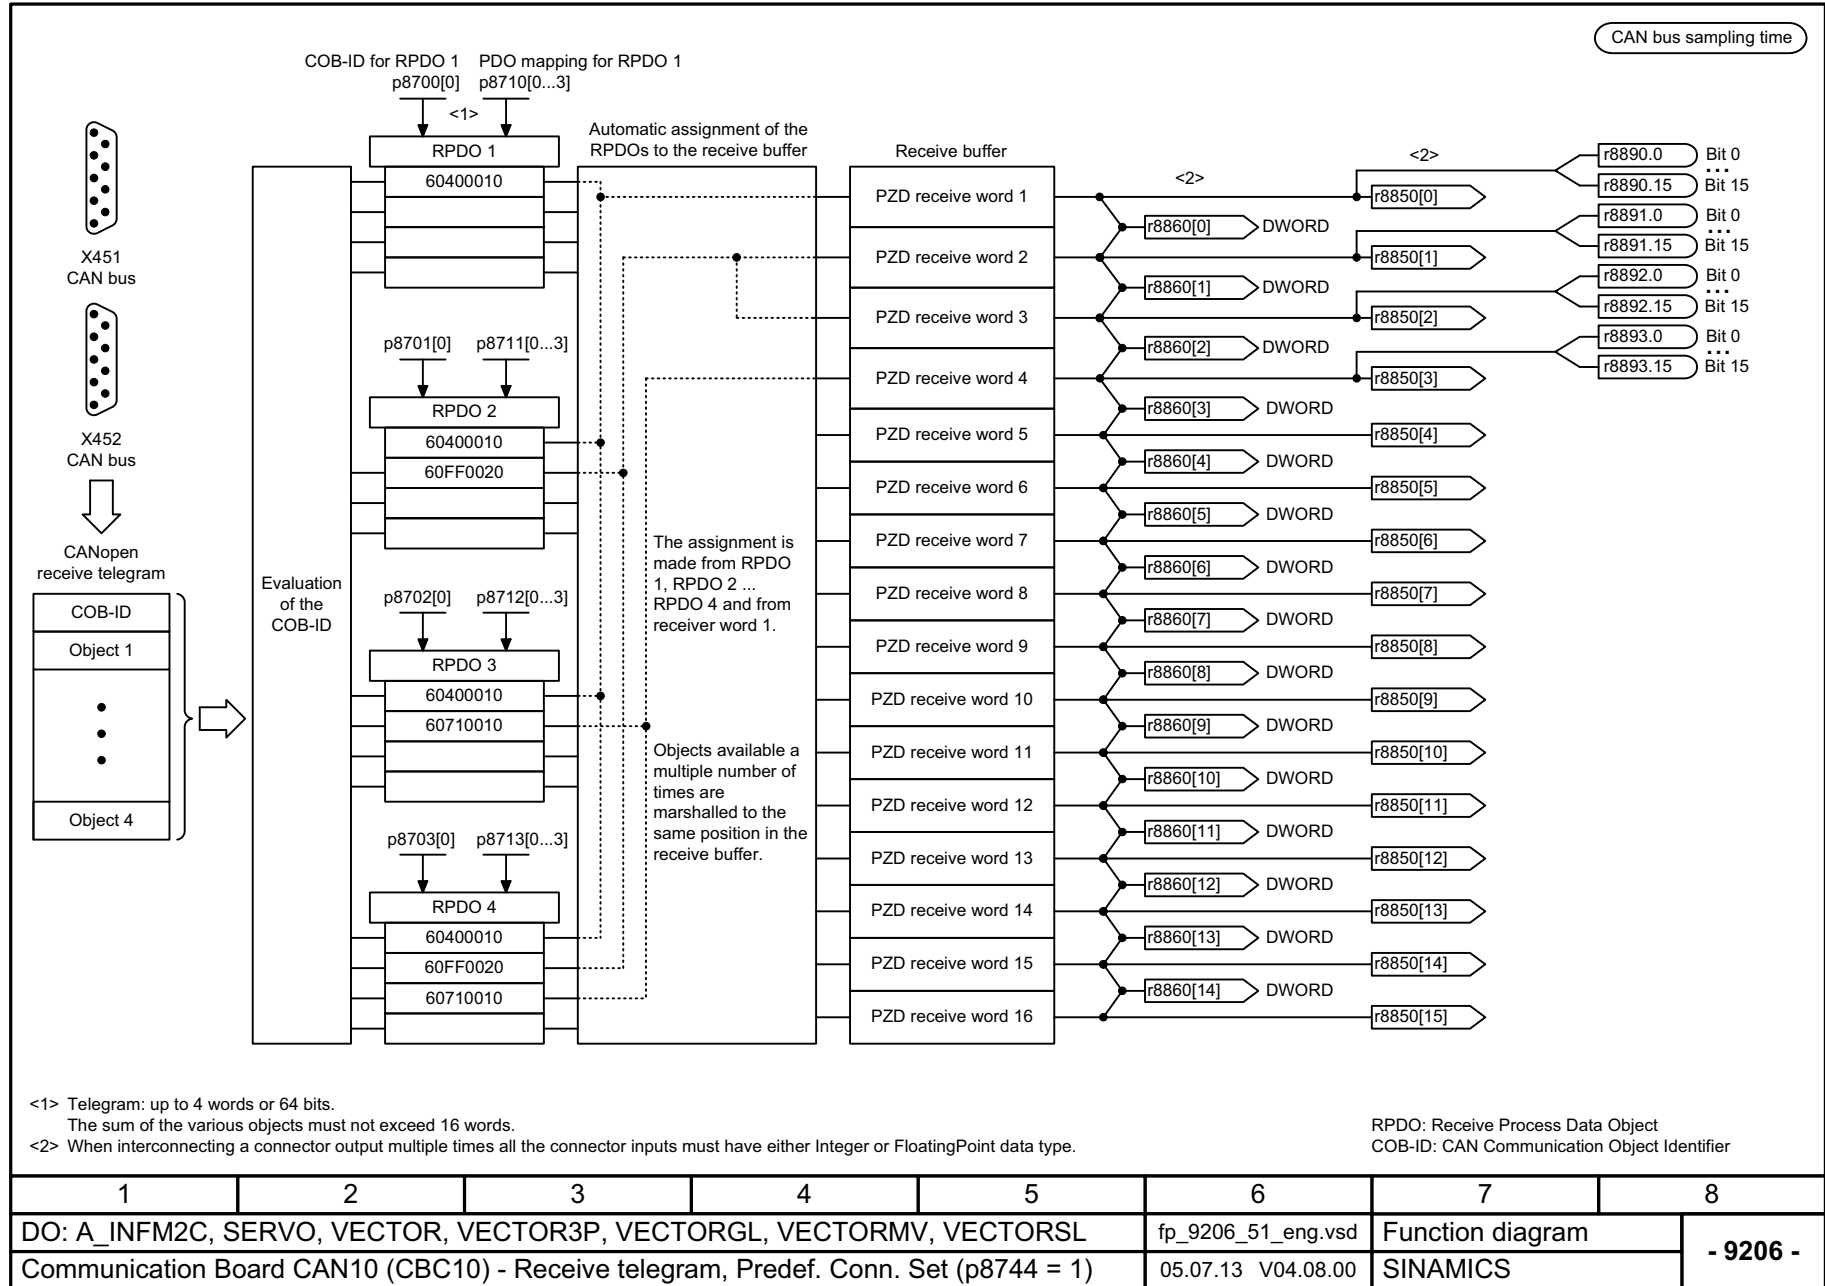 CAN bus sampling time
COB-ID for RPDO 1
p8700[0]
PDO mapping for RPDO 1
p8710[0...3]
<1>
RPDO 1
60400010
X451
CAN bus
X452
CAN bus
CANopen
receive telegram
COB-ID
Object 1
Object 4
Evaluation
of the
COB-ID
p8701[0]
p8711[0...3]
RPDO 2
60400010
60FF0020
p8702[0]
p8712[0...3]
RPDO 3
60400010
60710010
p8703[0]
p8713[0...3]
RPDO 4
60400010
60FF0020
60710010
Automatic assignment of the
RPDOs to the receive buffer
The assignment is
made from RPDO
1, RPDO 2 ...
RPDO 4 and from
receiver word 1.
Objects available a
multiple number of
times are
marshalled to the
same position in the
receive buffer.
Receive buffer
PZD receive word 1
PZD receive word 2
PZD receive word 3
PZD receive word 4
PZD receive word 5
PZD receive word 6
PZD receive word 7
PZD receive word 8
PZD receive word 9
PZD receive word 10
PZD receive word 11
PZD receive word 12
PZD receive word 13
PZD receive word 14
PZD receive word 15
PZD receive word 16
<2>
r8860[0] DWORD
r8860[1] DWORD
r8860[2] DWORD
r8860[3] DWORD
r8860[4] DWORD
r8860[5] DWORD
r8860[6] DWORD
r8860[7] DWORD
r8860[8] DWORD
r8860[9] DWORD
r8860[10] DWORD
r8860[11] DWORD
r8860[12] DWORD
r8860[13] DWORD
r8860[14] DWORD
<2>
r8850[0]
r8850[1]
r8850[2]
r8850[3]
r8850[4]
r8850[5]
r8850[6]
r8850[7]
r8850[8]
r8850[9]
r8850[10]
r8850[11]
r8850[12]
r8850[13]
r8850[14]
r8850[15]
r8890.0 Bit 0
...
r8890.15 Bit 15
r8891.0 Bit 0
...
r8891.15 Bit 15
r8892.0 Bit 0
...
r8892.15 Bit 15
r8893.0 Bit 0
...
r8893.15 Bit 15
<1> Telegram: up to 4 words or 64 bits.
The sum of the various objects must not exceed 16 words.
<2> When interconnecting a connector output multiple times all the connector inputs must have either Integer or FloatingPoint data type.
RPDO: Receive Process Data Object
COB-ID: CAN Communication Object Identifier
1 2 3 4 5 6 7 8
DO: A_INFM2C, SERVO, VECTOR, VECTOR3P, VECTORGL, VECTORMV, VECTORSL
fp_9206_51_eng.vsd
Function diagram
- 9206 -
Communication Board CAN10 (CBC10) - Receive telegram, Predef. Conn. Set (p8744 = 1)
05.07.13 V04.08.00
SINAMICS